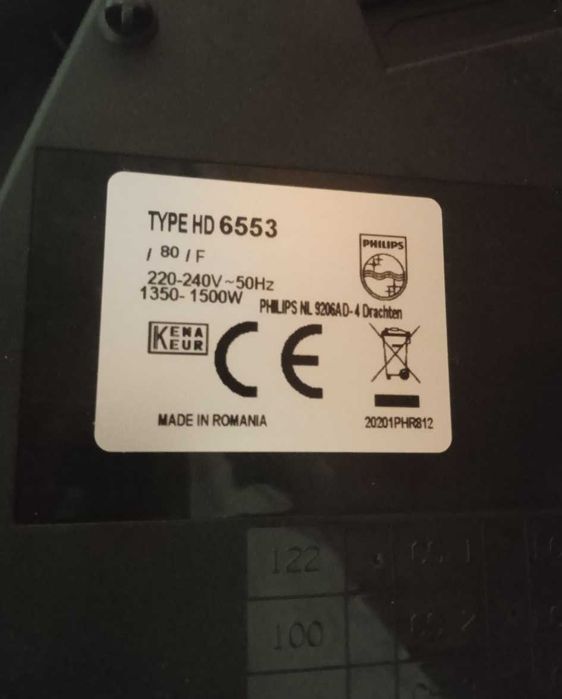 TYPE HD 6553
/ 80 / F
220-240V~50Hz
1350-1500W
PHILIPS
PHILIPS NL 9206AD-4 Drachten
KEMA
KEUR
CE
MADE IN ROMANIA
20201PHR812
122
100